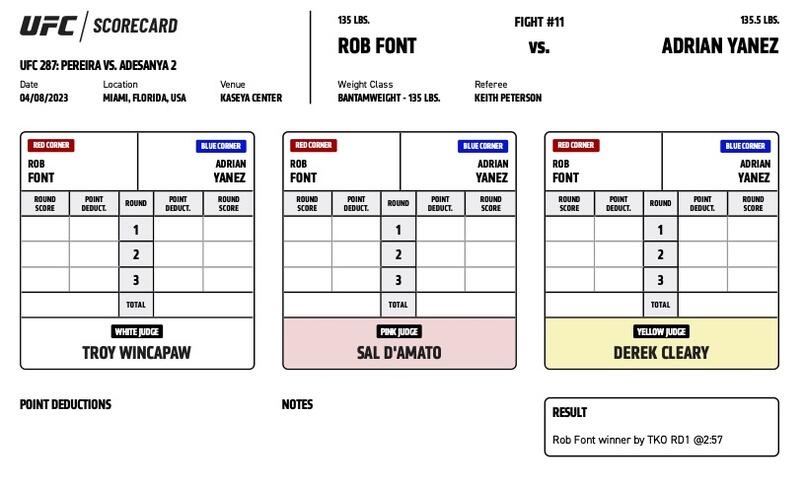 UFC / SCORECARD
UFC 287: PEREIRA VS. ADESANYA 2
Date Location Venue
04/08/2023 MIAMI, FLORIDA, USA KASEYA CENTER
135 LBS. FIGHT #11 135.5 LBS.
ROB FONT VS. ADRIAN YANEZ
Weight Class Referee
BANTAMWEIGHT - 135 LBS. KEITH PETERSON
RED CORNER BLUE CORNER
ROB ADRIAN
FONT YANEZ
ROUND POINT ROUND POINT ROUND
SCORE DEDUCT. DEDUCT. SCORE
1
2
3
TOTAL
WHITE JUDGE
TROY WINCAPAW
RED CORNER BLUE CORNER
ROB ADRIAN
FONT YANEZ
ROUND POINT ROUND POINT ROUND
SCORE DEDUCT. DEDUCT. SCORE
1
2
3
TOTAL
PINK JUDGE
SAL D'AMATO
RED CORNER BLUE CORNER
ROB ADRIAN
FONT YANEZ
ROUND POINT ROUND POINT ROUND
SCORE DEDUCT. DEDUCT. SCORE
1
2
3
TOTAL
YELLOW JUDGE
DEREK CLEARY
POINT DEDUCTIONS
NOTES
RESULT
Rob Font winner by TKO RD1 @2:57